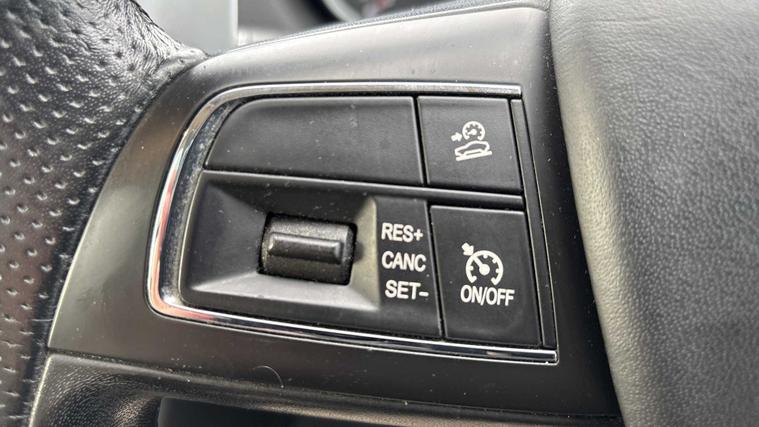 RES+
CANC
SET-
ON/OFF